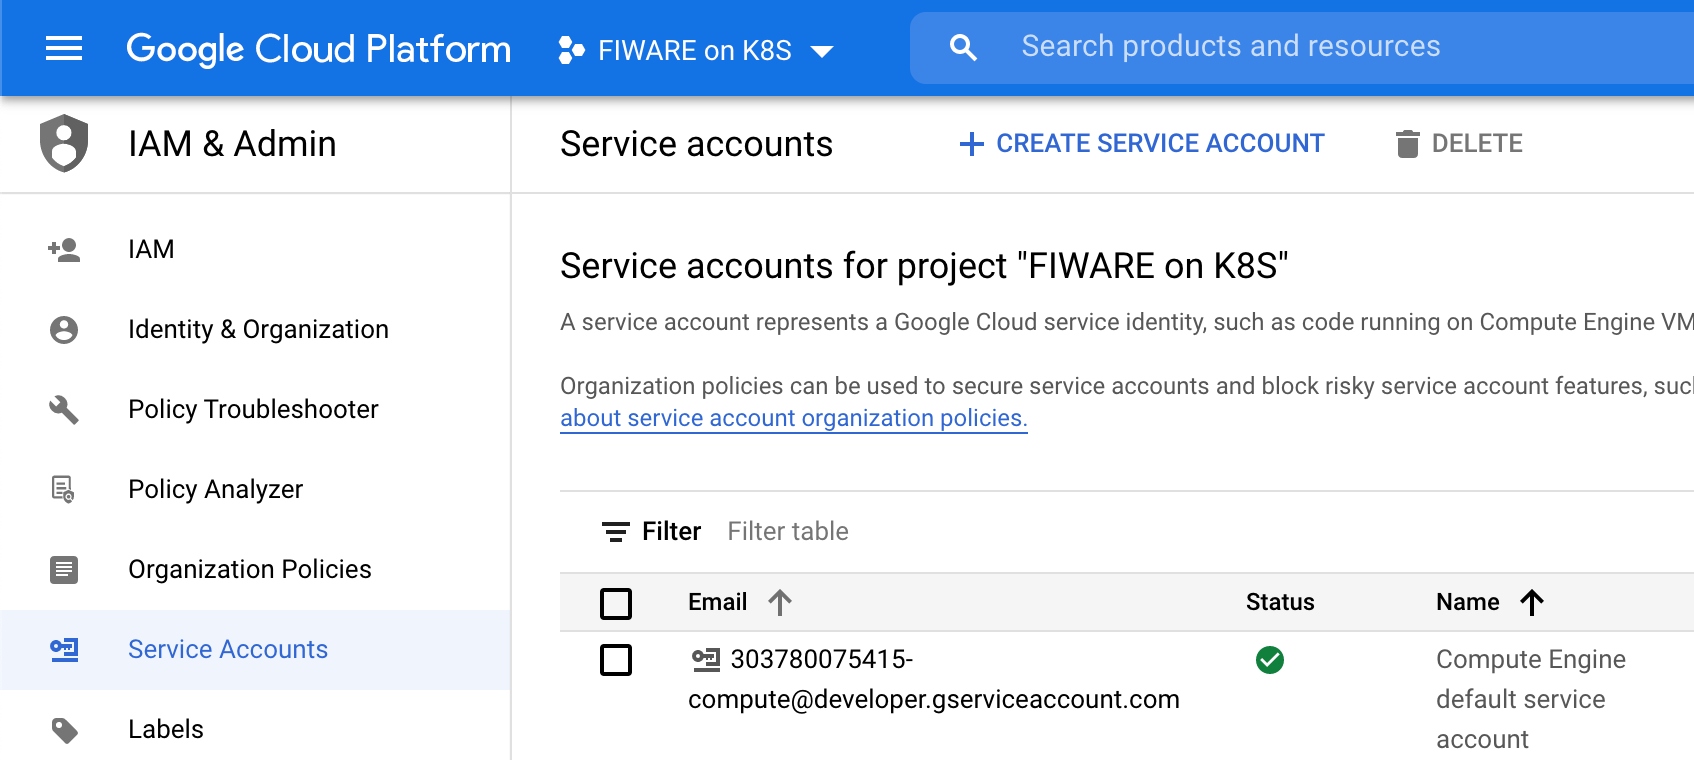 Google Cloud Platform
FIWARE on K8S
Search products and resources
IAM & Admin
Service accounts
CREATE SERVICE ACCOUNT
DELETE
IAM
Identity & Organization
Policy Troubleshooter
Policy Analyzer
Organization Policies
Service Accounts
Labels
Service accounts for project "FIWARE on K8S"
A service account represents a Google Cloud service identity, such as code running on Compute Engine VM
Organization policies can be used to secure service accounts and block risky service account features, suc
about service account organization policies.
Filter Filter table
Email Status Name
303780075415-
compute@developer.gserviceaccount.com
Compute Engine
default service
account